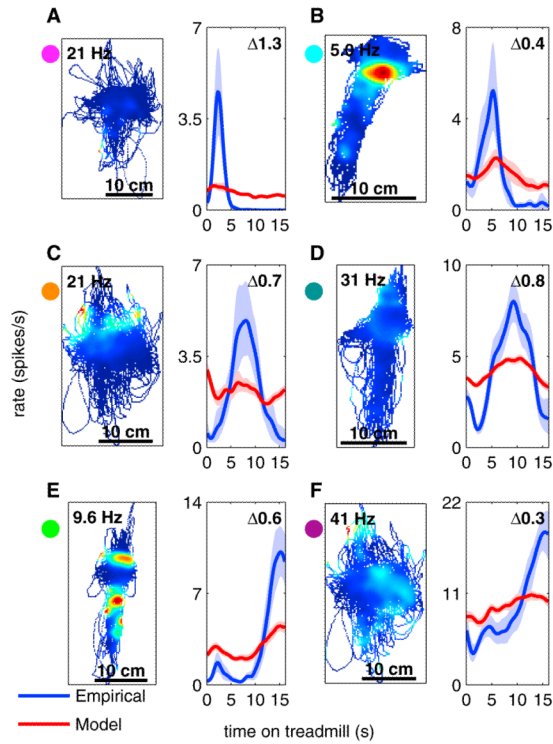 A
21 Hz
10 cm
7
3.5
0
Δ1.3
0 5 10 15
B
5.0 Hz
10 cm
8
4
0
Δ0.4
0 5 10 15
C
21 Hz
10 cm
7
3.5
0
Δ0.7
0 5 10 15
D
31 Hz
10 cm
10
5
0
Δ0.8
0 5 10 15
E
9.6 Hz
10 cm
14
7
0
Δ0.6
0 5 10 15
F
41 Hz
10 cm
22
11
0
Δ0.3
0 5 10 15
rate (spikes/s)
Empirical
Model
time on treadmill (s)